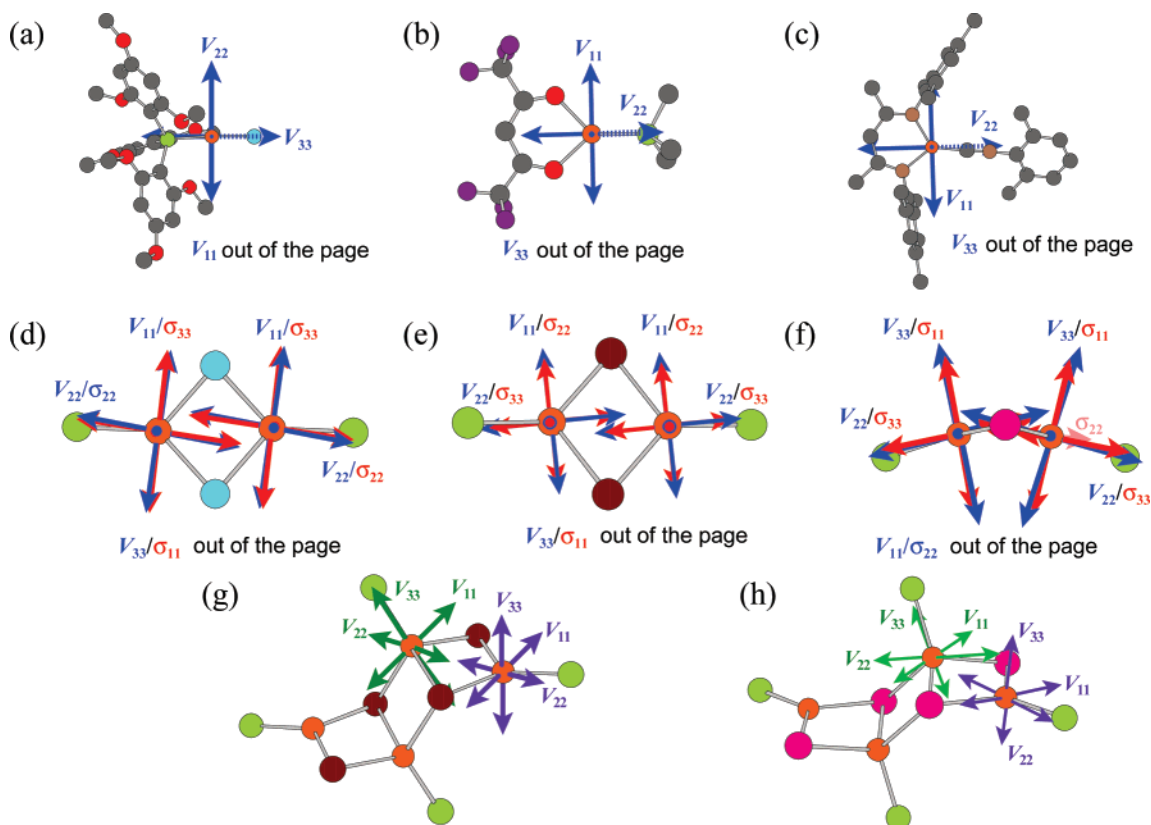 (a)
V₂₂
V₃₃
V₁₁ out of the page
(b)
V₁₁
V₂₂
V₃₃ out of the page
(c)
V₂₂
V₁₁
V₃₃ out of the page
(d)
V₁₁/σ₃₃
V₁₁/σ₃₃
V₂₂/σ₂₂
V₂₂/σ₂₂
V₃₃/σ₁₁ out of the page
(e)
V₁₁/σ₂₂
V₁₁/σ₂₂
V₂₂/σ₃₃
V₂₂/σ₃₃
V₃₃/σ₁₁ out of the page
(f)
V₃₃/σ₁₁
V₃₃/σ₁₁
V₂₂/σ₃₃
σ₂₂
V₂₂/σ₃₃
V₁₁/σ₂₂ out of the page
(g)
V₃₃
V₁₁
V₂₂
V₃₃
V₁₁
V₂₂
(h)
V₃₃
V₁₁
V₂₂
V₃₃
V₁₁
V₂₂